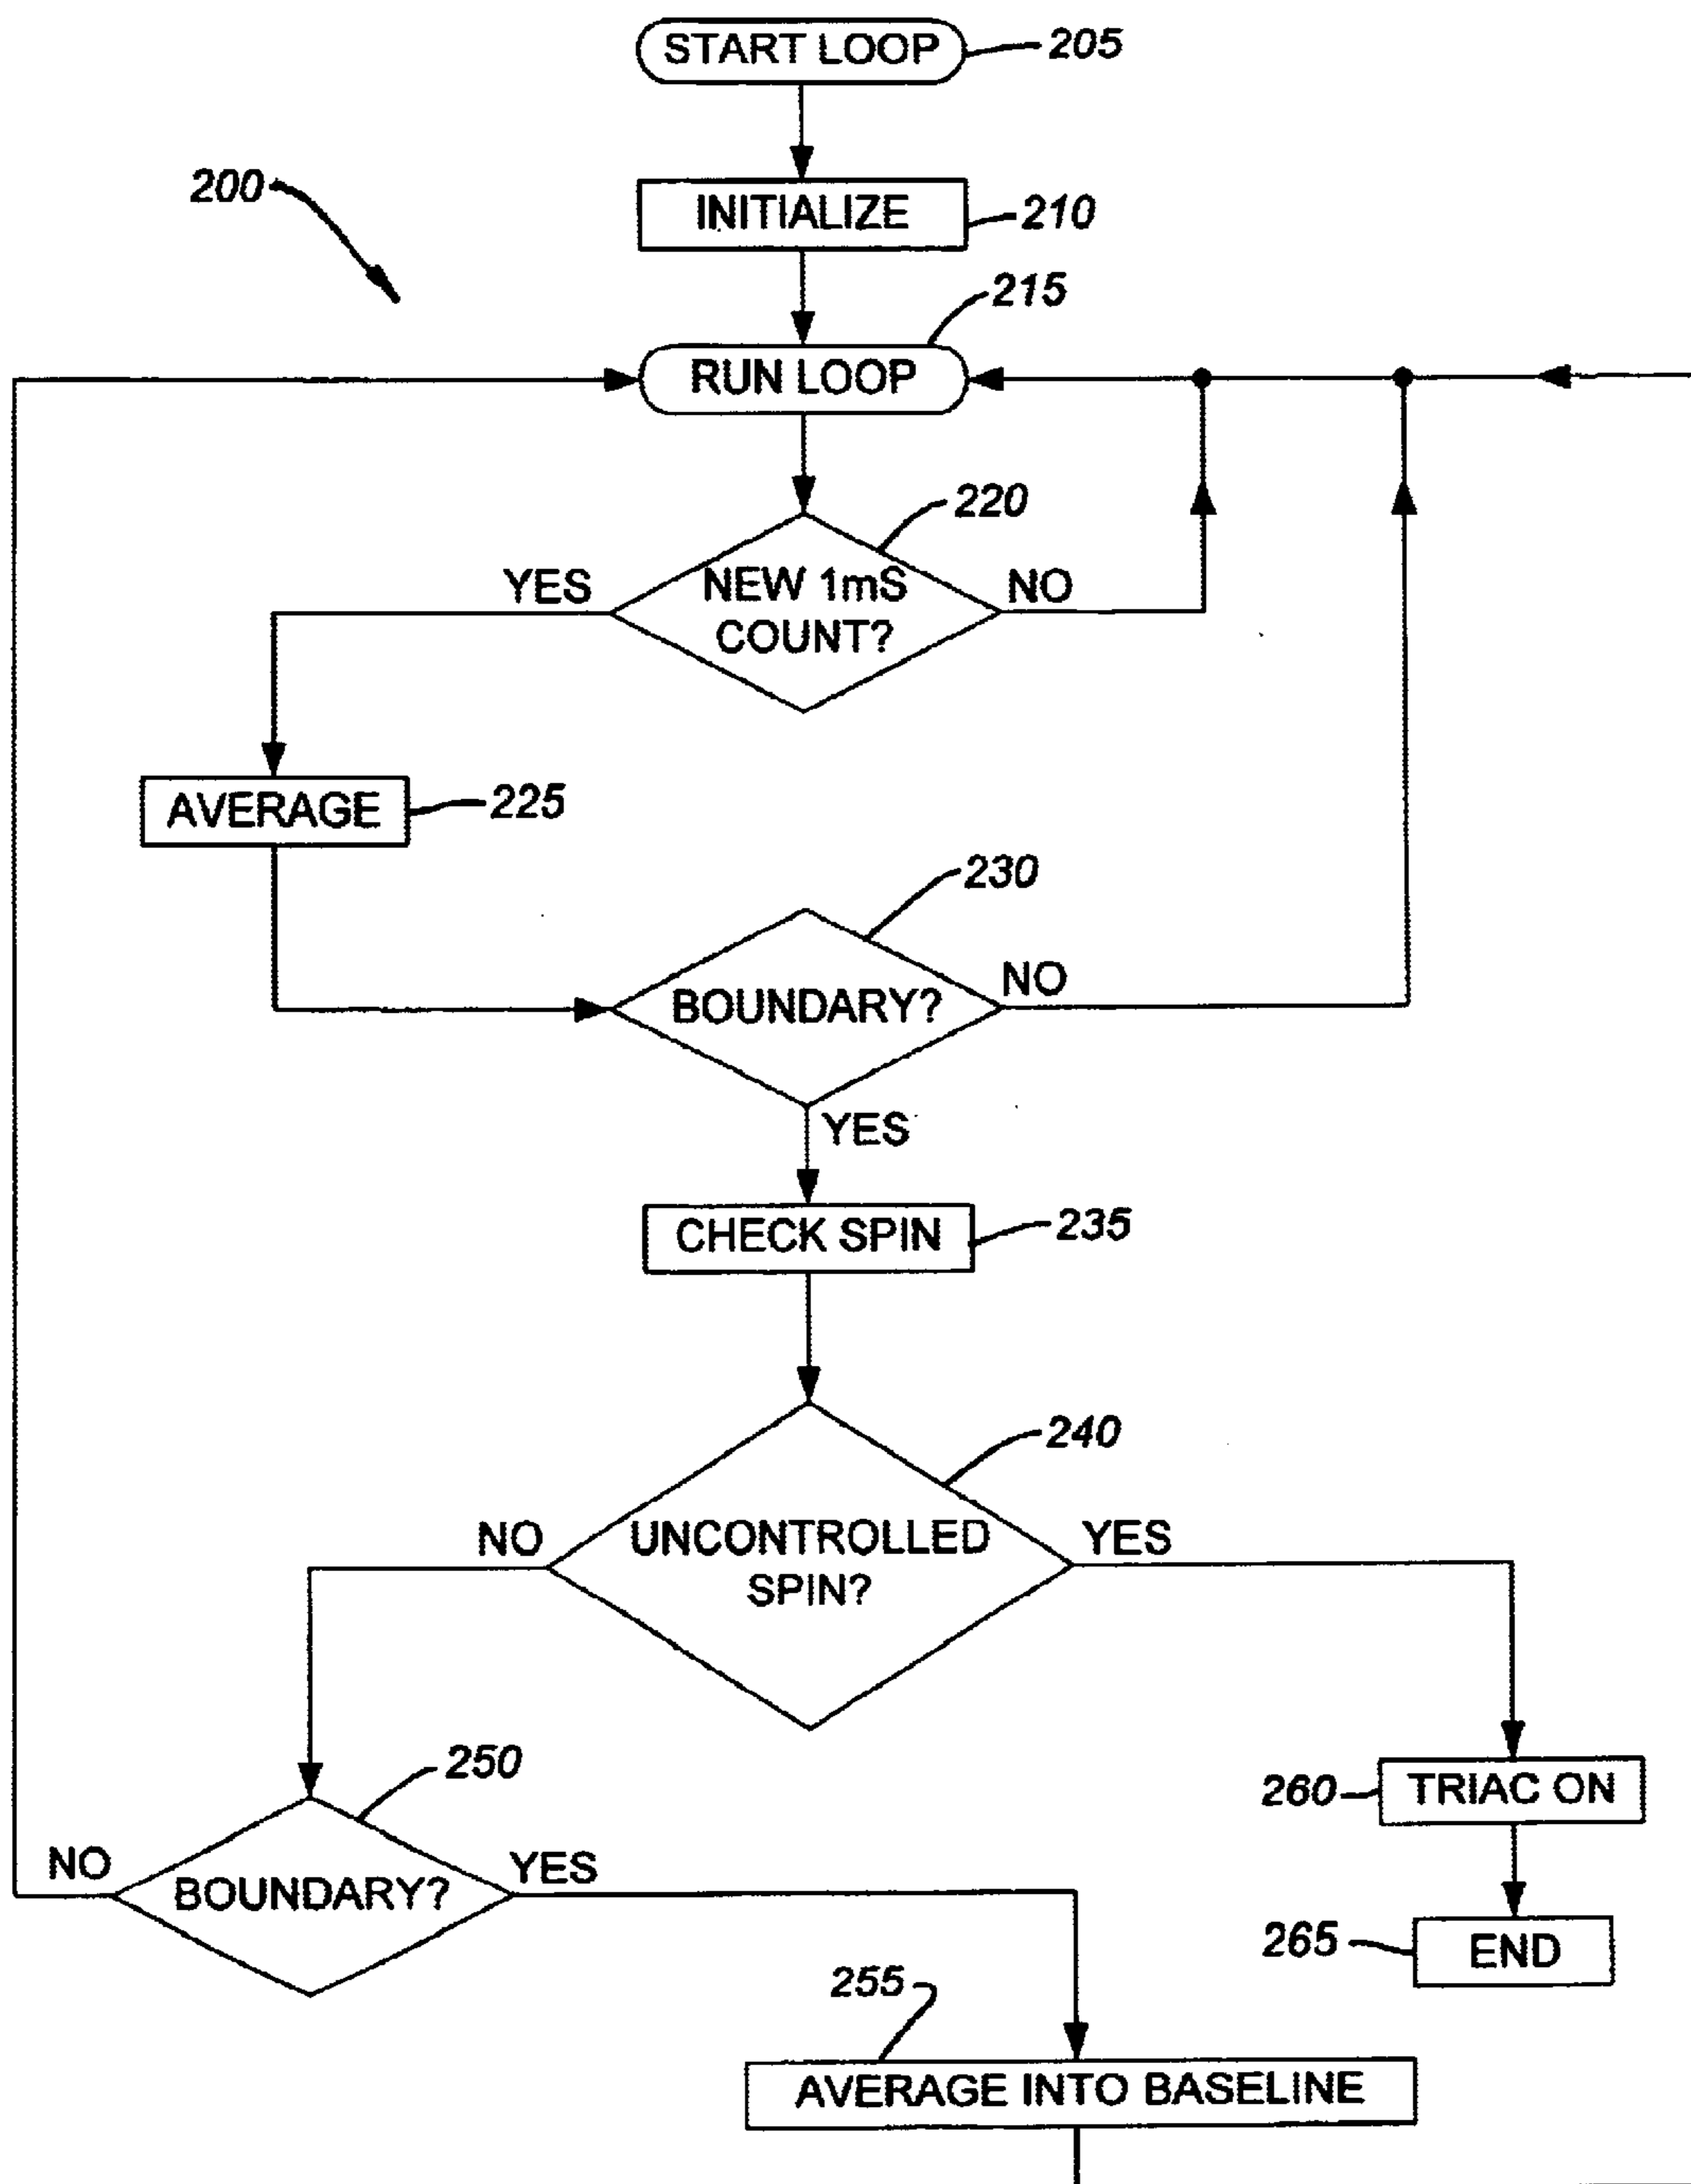 START LOOP
205
200
INITIALIZE
210
215
RUN LOOP
220
YES
NEW 1mS
COUNT?
NO
AVERAGE
225
230
BOUNDARY?
NO
YES
CHECK SPIN
235
240
NO
UNCONTROLLED
SPIN?
YES
250
NO
BOUNDARY?
YES
260
TRIAC ON
265
END
255
AVERAGE INTO BASELINE